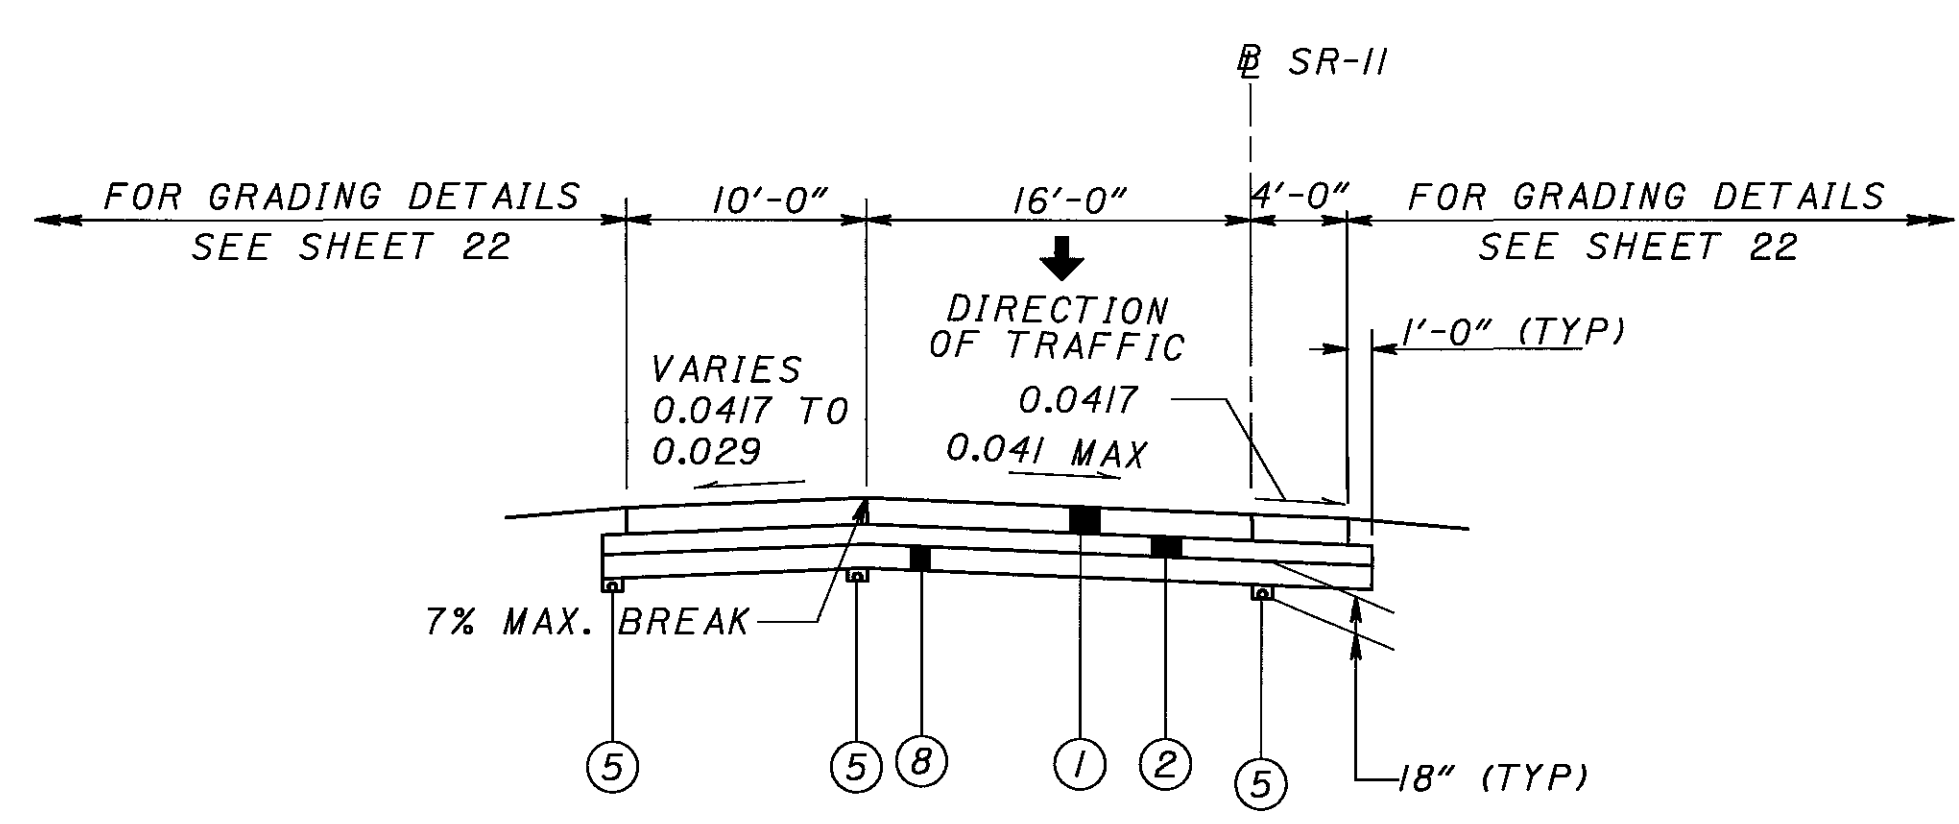 ℄ SR-11
FOR GRADING DETAILS
SEE SHEET 22
10'-0"
16'-0"
4'-0"
FOR GRADING DETAILS
SEE SHEET 22
DIRECTION
OF TRAFFIC
1'-0" (TYP)
VARIES
0.0417 TO
0.029
0.0417
0.041 MAX
7% MAX. BREAK
5
5
8
1
2
5
18" (TYP)